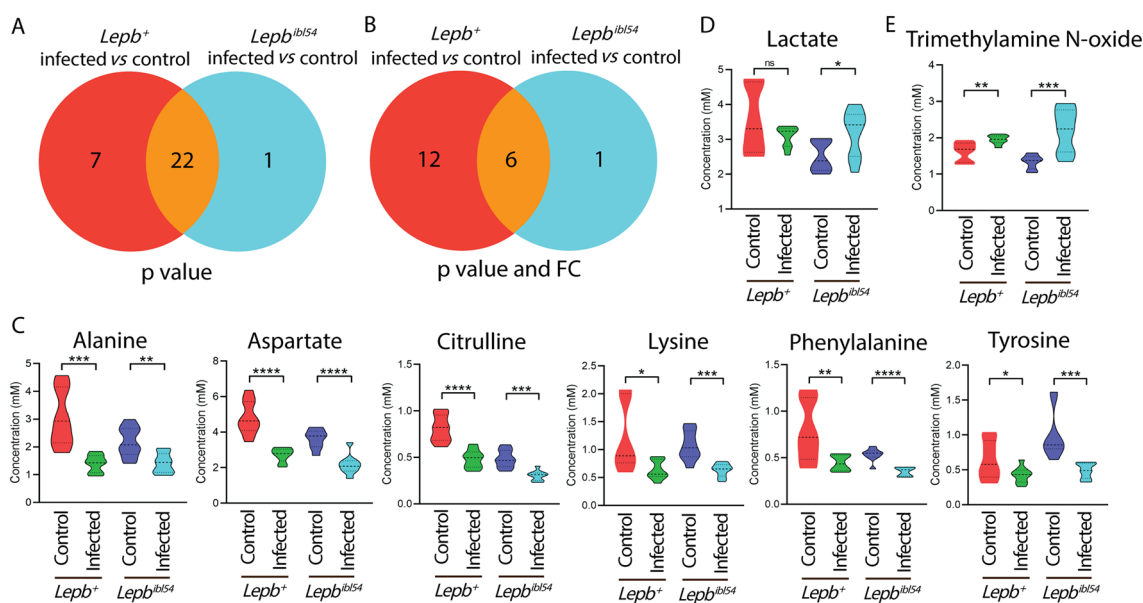 A
Lepb+
infected vs control
Lepbibl54
infected vs control
7
22
1
p value
B
Lepb+
infected vs control
Lepbibl54
infected vs control
12
6
1
p value and FC
D
Lactate
ns
*
Concentration (mM)
5
4
3
2
1
Control
Infected
Control
Infected
Lepb+
Lepbibl54
E
Trimethylamine N-oxide
**
***
Concentration (mM)
4
3
2
1
Control
Infected
Control
Infected
Lepb+
Lepbibl54
C
Alanine
***
**
Concentration (mM)
5
4
3
2
1
0
Control
Infected
Control
Infected
Lepb+
Lepbibl54
Aspartate
****
****
Concentration (mM)
8
6
4
2
0
Control
Infected
Control
Infected
Lepb+
Lepbibl54
Citrulline
****
***
Concentration (mM)
1.5
1.0
0.5
0.0
Control
Infected
Control
Infected
Lepb+
Lepbibl54
Lysine
*
***
Concentration (mM)
2.5
2.0
1.5
1.0
0.5
0.0
Control
Infected
Control
Infected
Lepb+
Lepbibl54
Phenylalanine
**
****
Concentration (mM)
1.5
1.0
0.5
0.0
Control
Infected
Control
Infected
Lepb+
Lepbibl54
Tyrosine
*
***
Concentration (mM)
2.0
1.5
1.0
0.5
0.0
Control
Infected
Control
Infected
Lepb+
Lepbibl54